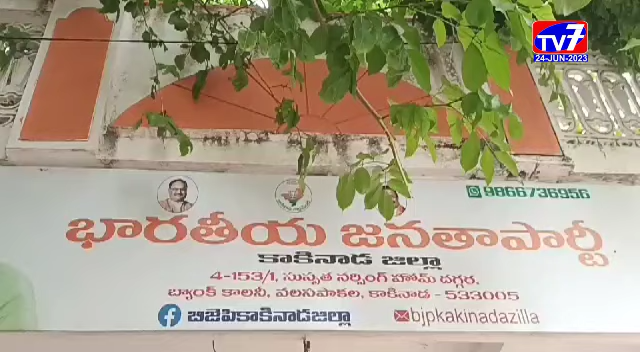 TV7
24-JUN-2023
9866736956
భారతీయ జనతాపార్టీ
కాకినాడ జిల్లా
4-153/1, సుస్మత నర్సింగ్ హోమ్ దగ్గర,
బ్యాంక్ కాలనీ, వలసపాకల, కాకినాడ - 533005
బిజెపికాకినాడజిల్లా bjpkakinadazilla